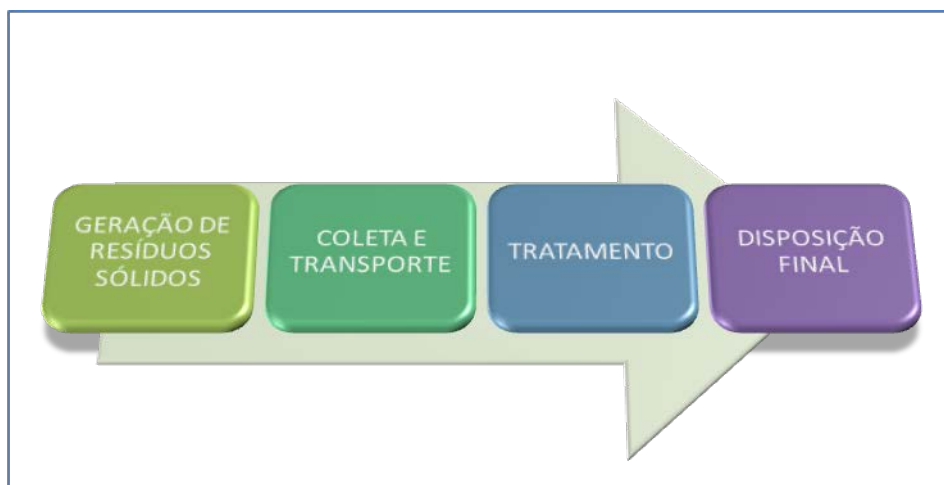 GERAÇÃO DE
RESÍDUOS
SÓLIDOS
COLETA E
TRANSPORTE
TRATAMENTO
DISPOSIÇÃO
FINAL